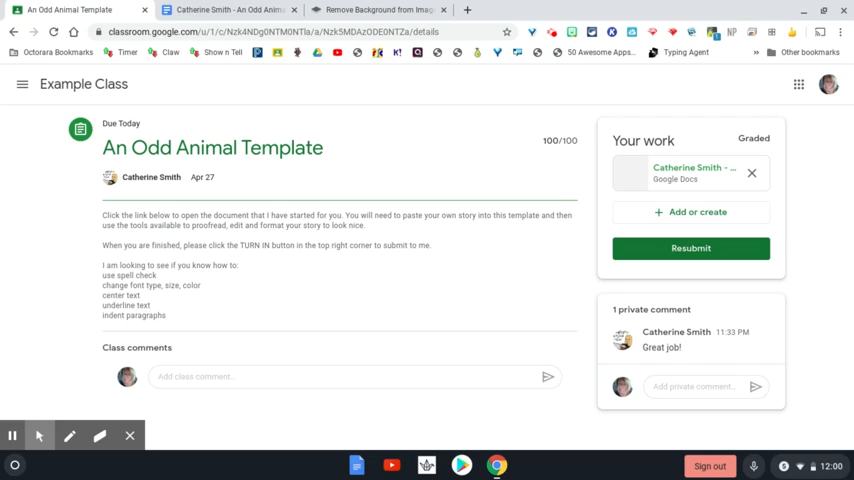 An Odd Animal Template
Catherine Smith - An Odd Anima
Remove Background from Imag
classroom.google.com/u/1/c/Nzk4NDg0NTM0NTla/a/Nzk5MDAzODE0NTZa/details
Octorara Bookmarks
Timer
Claw
Show n Tell
50 Awesome Apps...
Typing Agent
Other bookmarks
Example Class
Due Today
An Odd Animal Template
100/100
Catherine Smith Apr 27
Click the link below to open the document that I have started for you. You will need to paste your own story into this template and then
use the tools available to proofread, edit and format your story to look nice.
When you are finished, please click the TURN IN button in the top right corner to submit to me.
I am looking to see if you know how to:
use spell check
change font type, size, color
center text
underline text
indent paragraphs
Class comments
Add class comment...
Your work
Graded
Catherine Smith - ...
Google Docs
+ Add or create
Resubmit
1 private comment
Catherine Smith 11:33 PM
Great job!
Add private comment...
Sign out
12:00